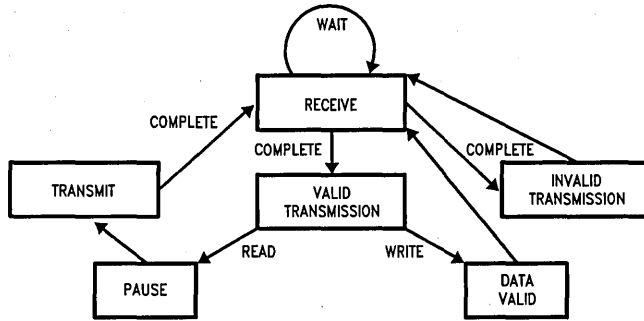 WAIT
RECEIVE
COMPLETE
COMPLETE
COMPLETE
TRANSMIT
VALID
TRANSMISSION
INVALID
TRANSMISSION
READ
WRITE
PAUSE
DATA
VALID